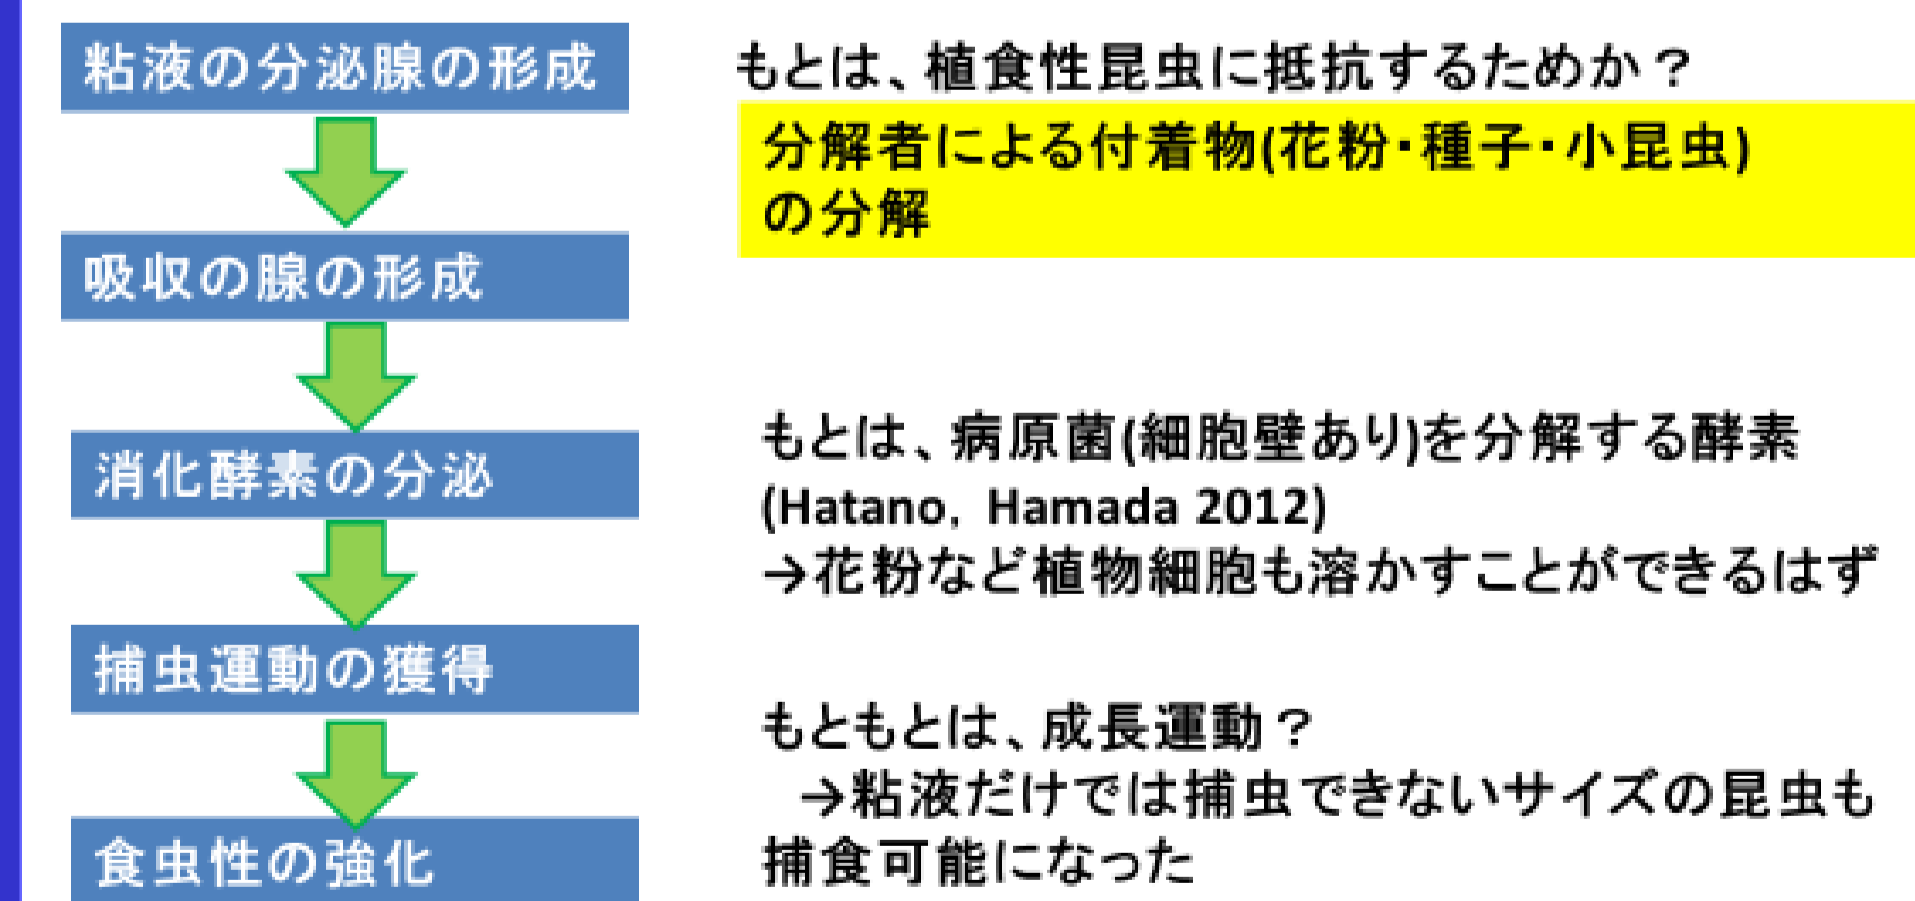 粘液の分泌腺の形成
もとは、植食性昆虫に抵抗するためか？
分解者による付着物(花粉・種子・小昆虫)
の分解
吸収の腺の形成
消化酵素の分泌
もとは、病原菌(細胞壁あり)を分解する酵素
(Hatano, Hamada 2012)
→花粉など植物細胞も溶かすことができるはず
捕虫運動の獲得
もともとは、成長運動？
→粘液だけでは捕虫できないサイズの昆虫も
捕食可能になった
食虫性の強化